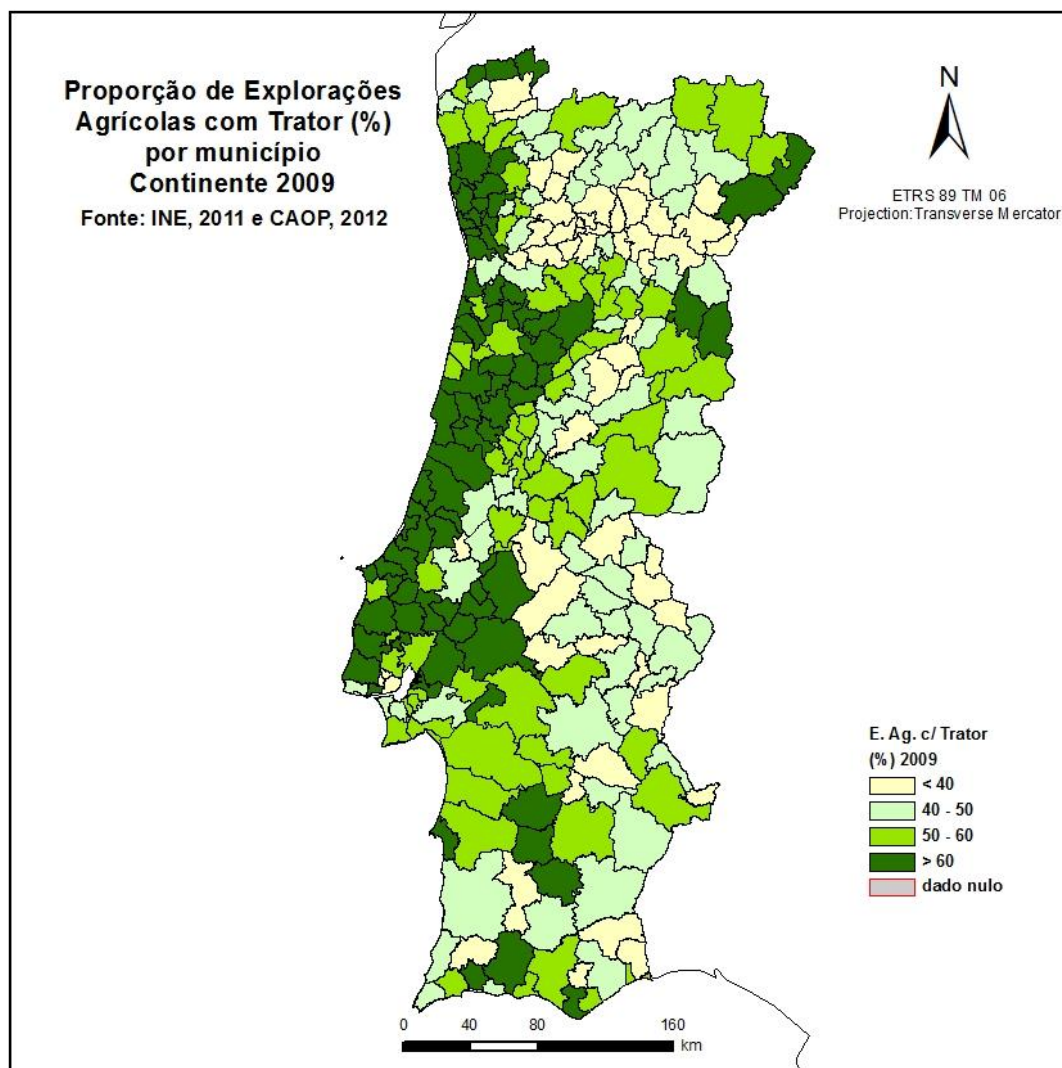 Proporção de Explorações
Agrícolas com Trator (%)
por município
Continente 2009
Fonte: INE, 2011 e CAOP, 2012
N
ETRS 89 TM 06
Projection:Transverse Mercator
E. Ag. c/ Trator
(%) 2009
< 40
40 - 50
50 - 60
> 60
dado nulo
0 40 80 160
km